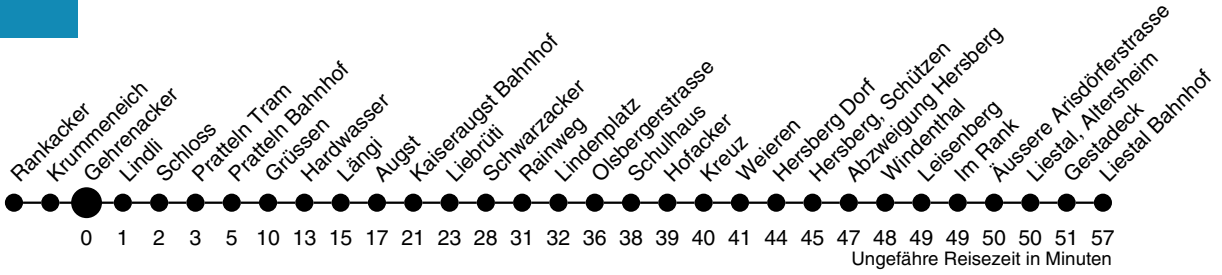 Rankacker
Krummeneich
Gehrenacker
Lindli
Schloss
Pratteln Tram
Pratteln Bahnhof
Grüssen
Hardwasser
Längi
Augst
Kaiseraugst Bahnhof
Liebrüti
Schwarzacker
Rainweg
Lindenplatz
Olsbergerstrasse
Schulhaus
Hofacker
Kreuz
Weieren
Hersberg Dorf
Hersberg, Schützen
Abzweigung Hersberg
Windenthal
Leisenberg
Im Rank
Äussere Arisdörferstrasse
Liestal, Altersheim
Gestadeck
Liestal Bahnhof
0 1 2 3 5 10 13 15 17 21 23 28 31 32 36 38 39 40 41 44 45 47 48 49 49 50 50 51 57
Ungefähre Reisezeit in Minuten